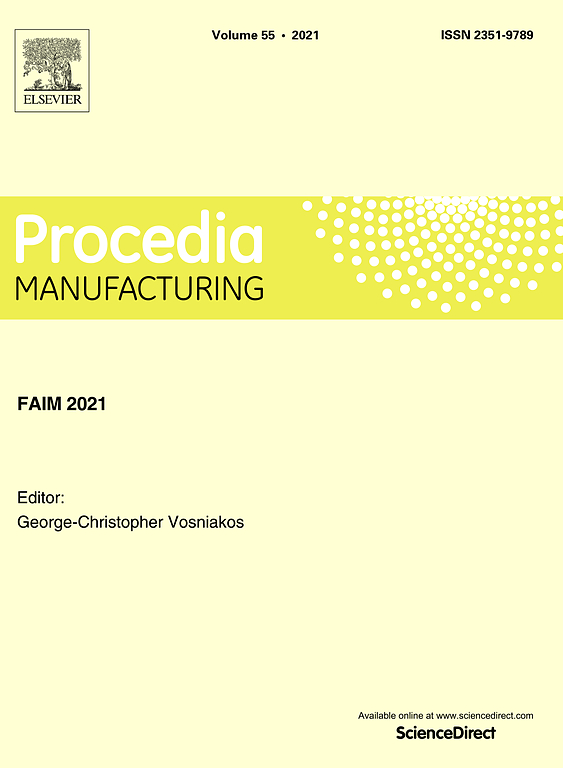 Volume 55 • 2021
ISSN 2351-9789
ELSEVIER
Procedia
MANUFACTURING
FAIM 2021
Editor:
George-Christopher Vosniakos
Available online at www.sciencedirect.com
ScienceDirect